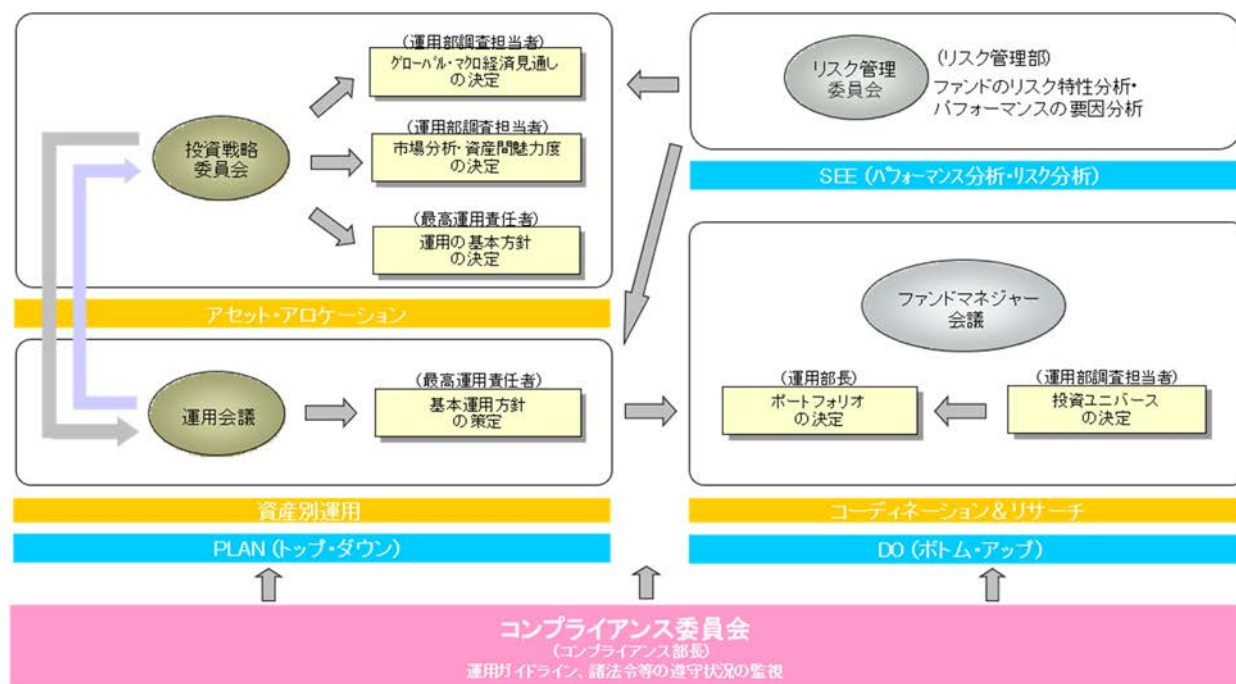 (運用部調査担当者)
グローバル・マクロ経済見通し
の決定
投資戦略
委員会
(運用部調査担当者)
市場分析・資産間魅力度
の決定
(最高運用責任者)
運用の基本方針
の決定
アセット・アロケーション
運用会議
(最高運用責任者)
基本運用方針
の策定
資産別運用
PLAN (トップ・ダウン)
リスク管理
委員会
(リスク管理部)
ファンドのリスク特性分析・
パフォーマンスの要因分析
SEE (パフォーマンス分析・リスク分析)
ファンドマネジャー
会議
(運用部長)
ポートフォリオ
の決定
(運用部調査担当者)
投資ユニバース
の決定
コーディネーション＆リサーチ
DO (ボトム・アップ)
コンプライアンス委員会
(コンプライアンス部長)
運用ガイドライン、諸法令等の遵守状況の監視